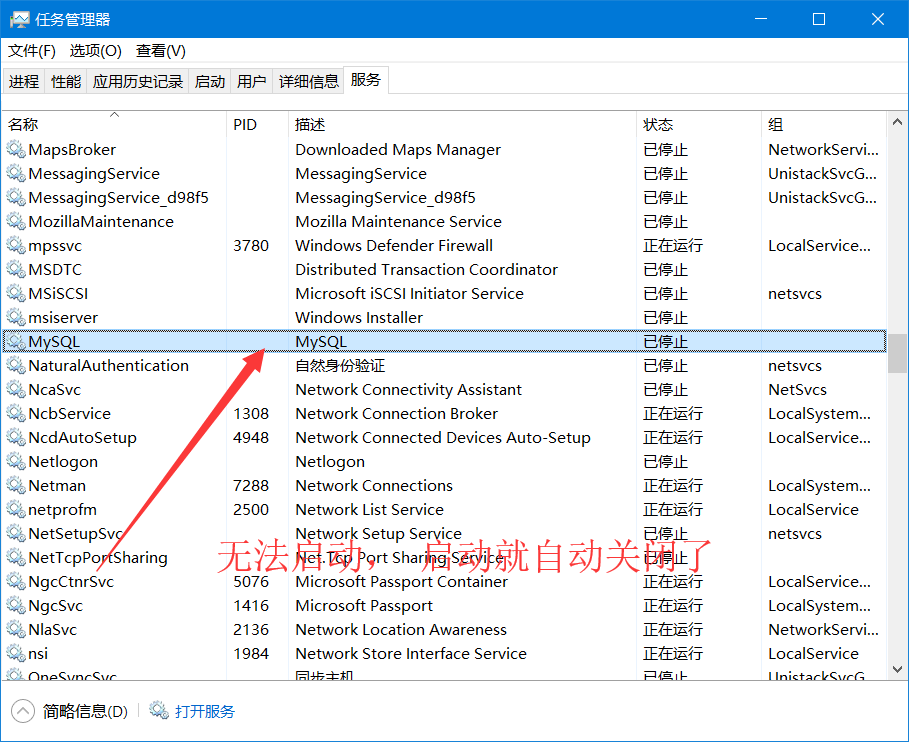 任务管理器
文件(F) 选项(O) 查看(V)
进程 性能 应用历史记录 启动 用户 详细信息 服务
名称 PID 描述 状态 组
MapsBroker Downloaded Maps Manager 已停止 NetworkServi...
MessagingService MessagingService 已停止 UnistackSvcG...
MessagingService_d98f5 MessagingService_d98f5 已停止 UnistackSvcG...
MozillaMaintenance Mozilla Maintenance Service 已停止
mpssvc 3780 Windows Defender Firewall 正在运行 LocalService...
MSDTC Distributed Transaction Coordinator 已停止
MSiSCSI Microsoft iSCSI Initiator Service 已停止 netsvcs
msiserver Windows Installer 已停止
MySQL MySQL 已停止
NaturalAuthentication 自然身份验证 已停止 netsvcs
NcaSvc Network Connectivity Assistant 已停止 NetSvcs
NcbService 1308 Network Connection Broker 正在运行 LocalSystem...
NcdAutoSetup 4948 Network Connected Devices Auto-Setup 正在运行 LocalService...
Netlogon Netlogon 已停止
Netman 7288 Network Connections 正在运行 LocalSystem...
netprofm 2500 Network List Service 正在运行 LocalService
NetSetupSvc Network Setup Service 已停止 netsvcs
NetTcpPortSharing Net.Tcp Port Sharing Service 已停止
无法启动， 启动就自动关闭了
NgcCtnrSvc 5076 Microsoft Passport Container 正在运行 LocalService...
NgcSvc 1416 Microsoft Passport 正在运行 LocalSystem...
NlaSvc 2136 Network Location Awareness 正在运行 NetworkServi...
nsi 1984 Network Store Interface Service 正在运行 LocalService
OneSyncSvc 同步主机 已停止 UnistackSvcG...
简略信息(D) 打开服务